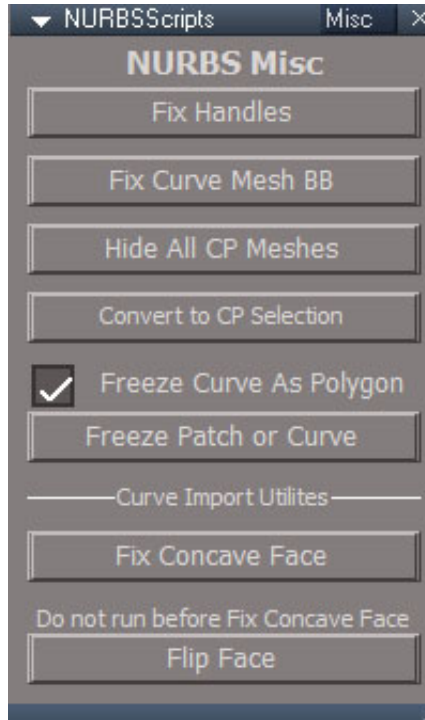 NURBSScripts Misc
NURBS Misc
Fix Handles
Fix Curve Mesh BB
Hide All CP Meshes
Convert to CP Selection
Freeze Curve As Polygon
Freeze Patch or Curve
Curve Import Utilites
Fix Concave Face
Do not run before Fix Concave Face
Flip Face